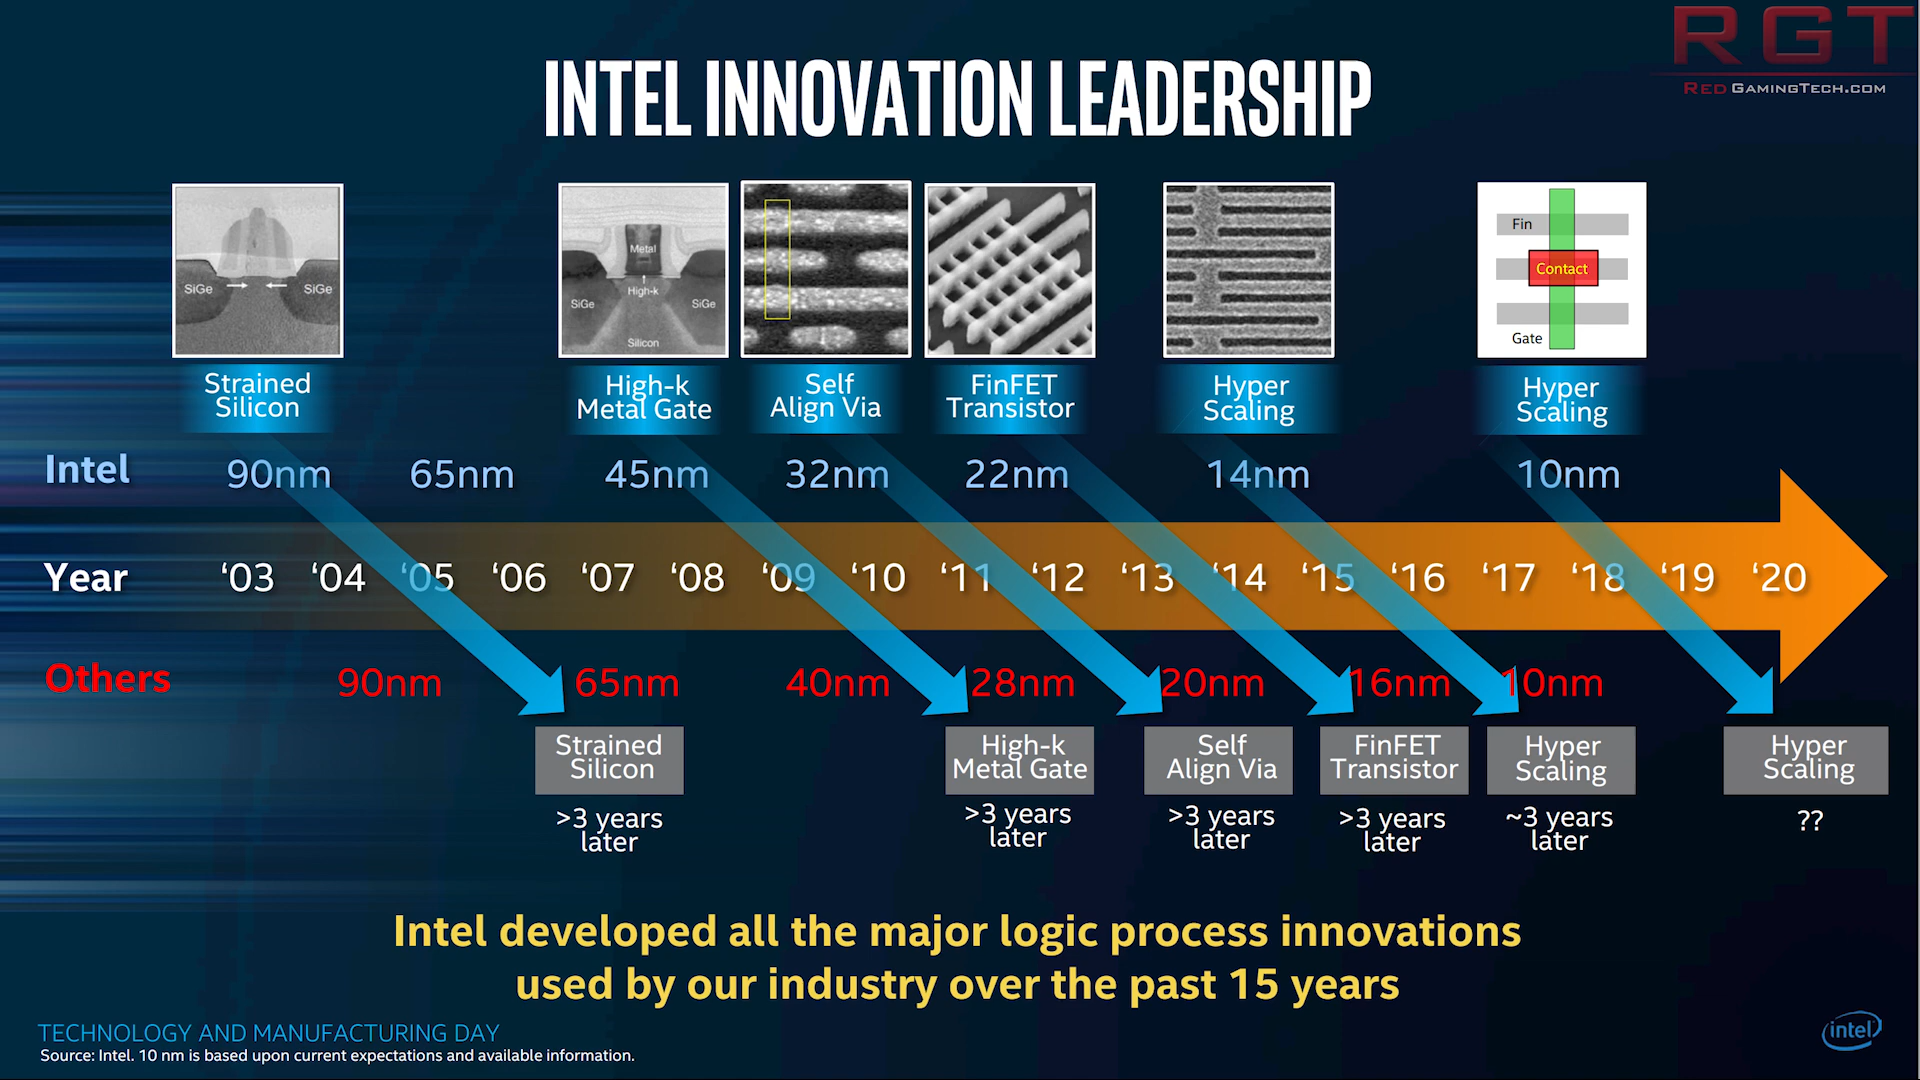 RGT
RED GAMINGTECH.COM
INTEL INNOVATION LEADERSHIP
SiGe
SiGe
Metal
High-k
SiGe
SiGe
Silicon
Fin
Contact
Gate
Strained
Silicon
High-k
Metal Gate
Self
Align Via
FinFET
Transistor
Hyper
Scaling
Hyper
Scaling
Intel 90nm 65nm 45nm 32nm 22nm 14nm 10nm
Year ‘03 ‘04 ‘05 ‘06 ‘07 ‘08 ‘09 ‘10 ‘11 ‘12 ‘13 ‘14 ‘15 ‘16 ‘17 ‘18 ‘19 ‘20
Others 90nm 65nm 40nm 28nm 20nm 16nm 10nm
Strained
Silicon
>3 years
later
High-k
Metal Gate
>3 years
later
Self
Align Via
>3 years
later
FinFET
Transistor
>3 years
later
Hyper
Scaling
~3 years
later
Hyper
Scaling
??
Intel developed all the major logic process innovations
used by our industry over the past 15 years
TECHNOLOGY AND MANUFACTURING DAY
Source: Intel. 10 nm is based upon current expectations and available information.
intel